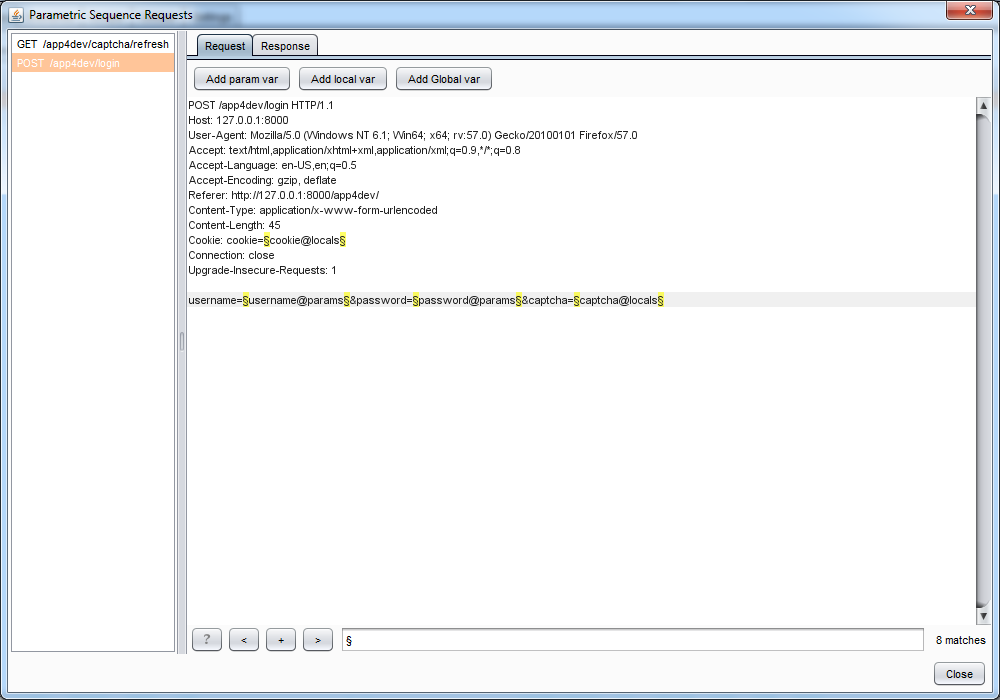 Parametric Sequence Requests
GET /app4dev/captcha/refresh
POST /app4dev/login
Request Response
Add param var Add local var Add Global var
POST /app4dev/login HTTP/1.1
Host: 127.0.0.1:8000
User-Agent: Mozilla/5.0 (Windows NT 6.1; Win64; x64; rv:57.0) Gecko/20100101 Firefox/57.0
Accept: text/html,application/xhtml+xml,application/xml;q=0.9,*/*;q=0.8
Accept-Language: en-US,en;q=0.5
Accept-Encoding: gzip, deflate
Referer: http://127.0.0.1:8000/app4dev/
Content-Type: application/x-www-form-urlencoded
Content-Length: 45
Cookie: cookie=§cookie@locals§
Connection: close
Upgrade-Insecure-Requests: 1
username=§username@params§&password=§password@params§&captcha=§captcha@locals§
? < + > § 8 matches
Close